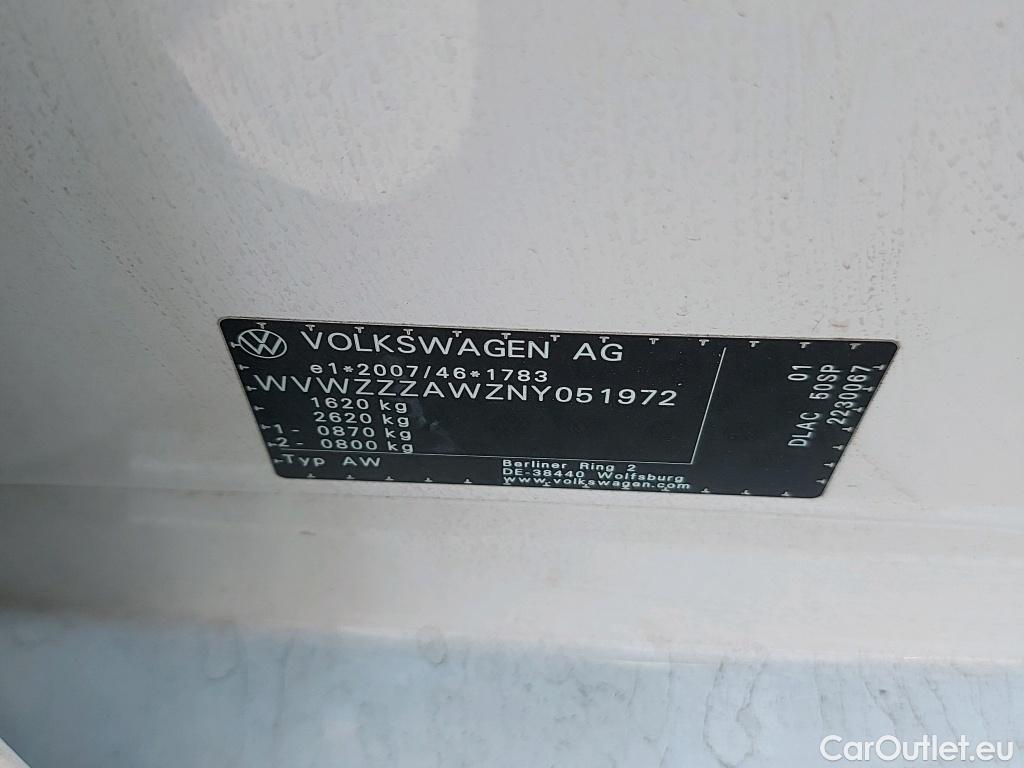 VOLKSWAGEN AG
e1*2007/46*1783
WVWZZZAWZNY051972
1620 kg
2620 kg
1 - 0870 kg
2 - 0800 kg
Typ AW
Berliner Ring 2
DE-38440 Wolfsburg
www.volkswagen.com
01
DLAC 50SP
2230067
CarOutlet.eu